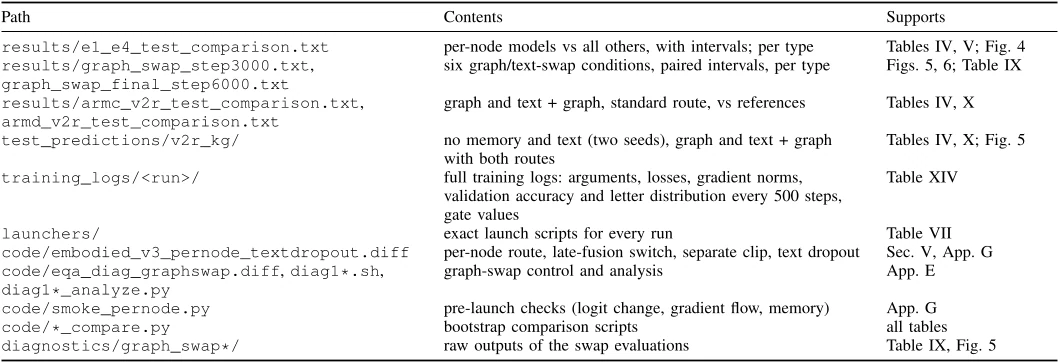 Path Contents Supports
results/e1_e4_test_comparison.txt per-node models vs all others, with intervals; per type Tables IV, V; Fig. 4
results/graph_swap_step3000.txt, six graph/text-swap conditions, paired intervals, per type Figs. 5, 6; Table IX
graph_swap_final_step6000.txt
results/armc_v2r_test_comparison.txt, graph and text + graph, standard route, vs references Tables IV, X
armd_v2r_test_comparison.txt
test_predictions/v2r_kg/ no memory and text (two seeds), graph and text + graph Tables IV, X; Fig. 5
with both routes
training_logs/<run>/ full training logs: arguments, losses, gradient norms, Table XIV
validation accuracy and letter distribution every 500 steps,
gate values
launchers/ exact launch scripts for every run Table VII
code/embodied_v3_pernode_textdropout.diff per-node route, late-fusion switch, separate clip, text dropout Sec. V, App. G
code/eqa_diag_graphswap.diff, diag1*.sh, graph-swap control and analysis App. E
diag1*_analyze.py
code/smoke_pernode.py pre-launch checks (logit change, gradient flow, memory) App. G
code/*_compare.py bootstrap comparison scripts all tables
diagnostics/graph_swap*/ raw outputs of the swap evaluations Table IX, Fig. 5